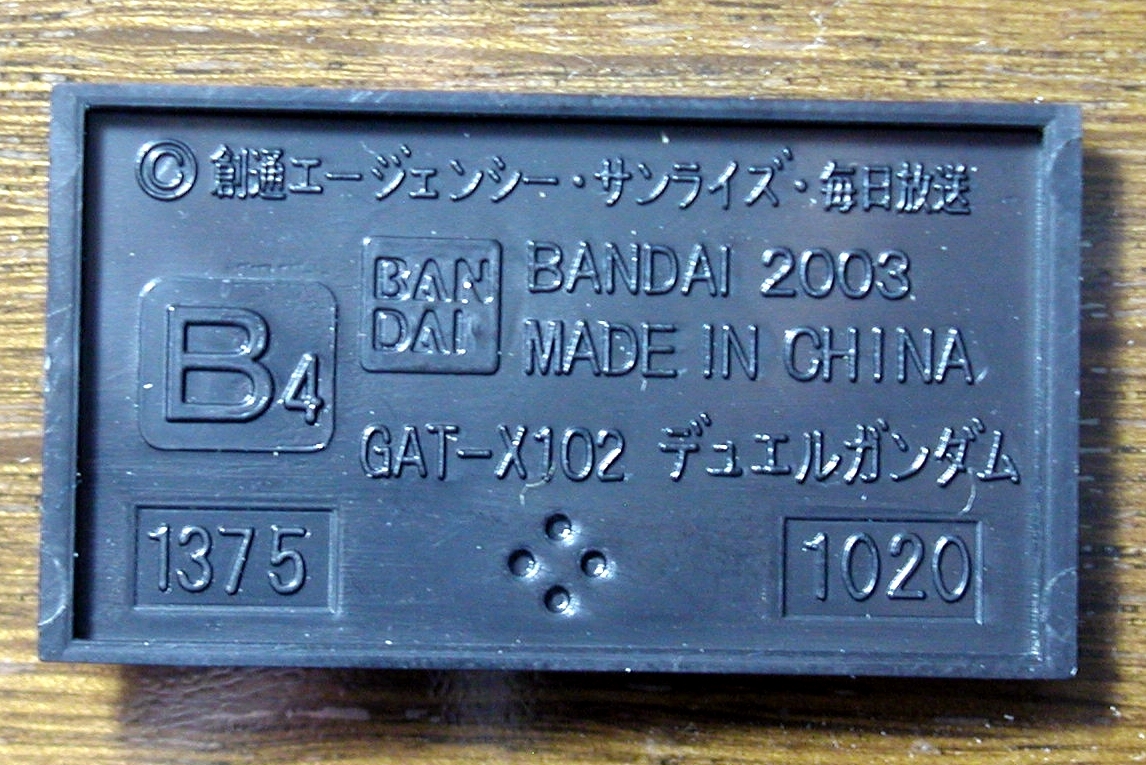 © 創通エージェンシー・サンライズ・毎日放送
BAN
DAI
BANDAI 2003
MADE IN CHINA
B4
GAT-X102 デュエルガンダム
1375
1020